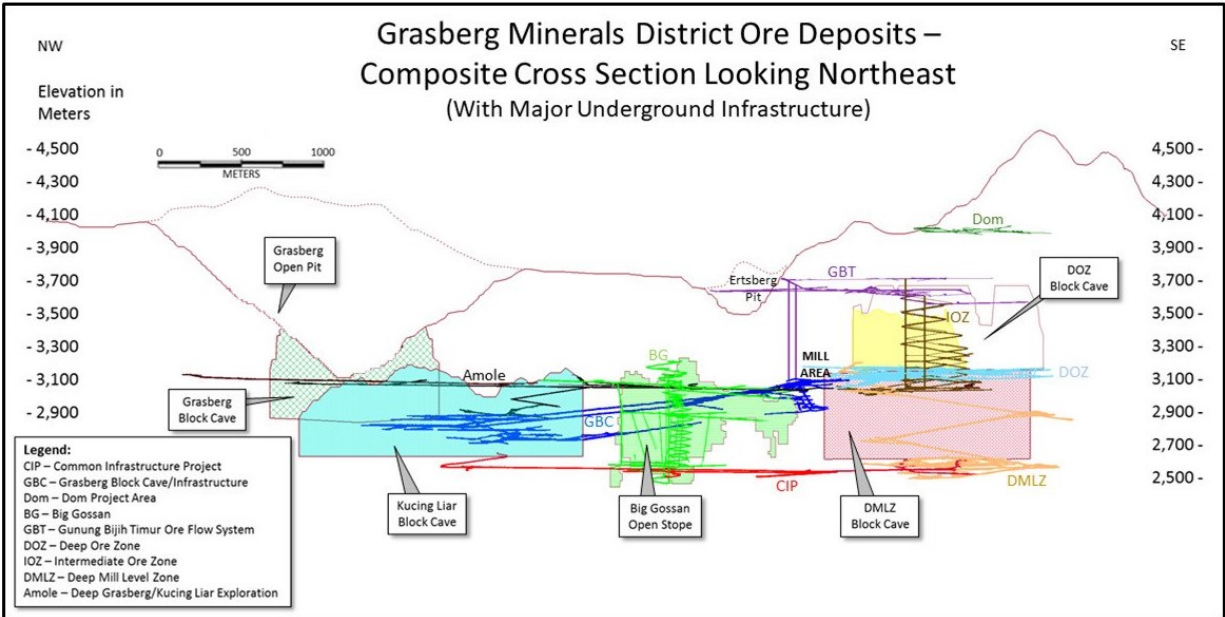 Grasberg Minerals District Ore Deposits –
Composite Cross Section Looking Northeast
(With Major Underground Infrastructure)
NW
SE
Elevation in
Meters
- 4,500
- 4,300
- 4,100
- 3,900
- 3,700
- 3,500
- 3,300
- 3,100
- 2,900
- 2,700
- 2,500
0 500 1000
METERS
4,500 -
4,300 -
4,100 -
3,900 -
3,700 -
3,500 -
3,300 -
3,100 -
2,900 -
2,700 -
2,500 -
Grasberg
Open Pit
Grasberg
Block Cave
Amole
GBC
Kucing Liar
Block Cave
BG
Big Gossan
Open Stope
CIP
Ertsberg
Pit
GBT
MILL
AREA
Dom
IOZ
DOZ
Block Cave
DOZ
DMLZ
DMLZ
Block Cave
Legend:
CIP – Common Infrastructure Project
GBC – Grasberg Block Cave/Infrastructure
Dom – Dom Project Area
BG – Big Gossan
GBT – Gunung Bijih Timur Ore Flow System
DOZ – Deep Ore Zone
IOZ – Intermediate Ore Zone
DMLZ – Deep Mill Level Zone
Amole – Deep Grasberg/Kucing Liar Exploration